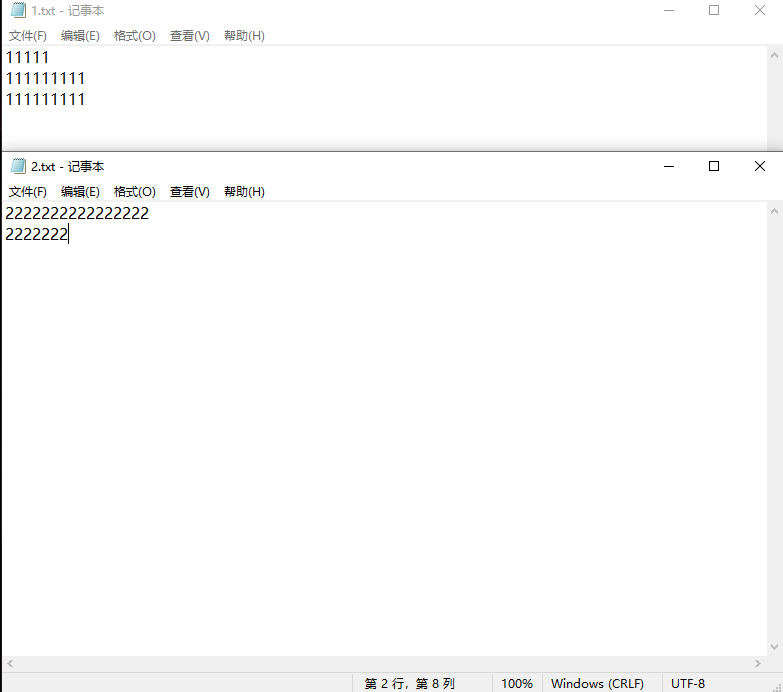 1.txt - 记事本
文件(F) 编辑(E) 格式(O) 查看(V) 帮助(H)
11111
111111111
111111111
2.txt - 记事本
文件(F) 编辑(E) 格式(O) 查看(V) 帮助(H)
2222222222222222
2222222
第 2 行，第 8 列 100% Windows (CRLF) UTF-8